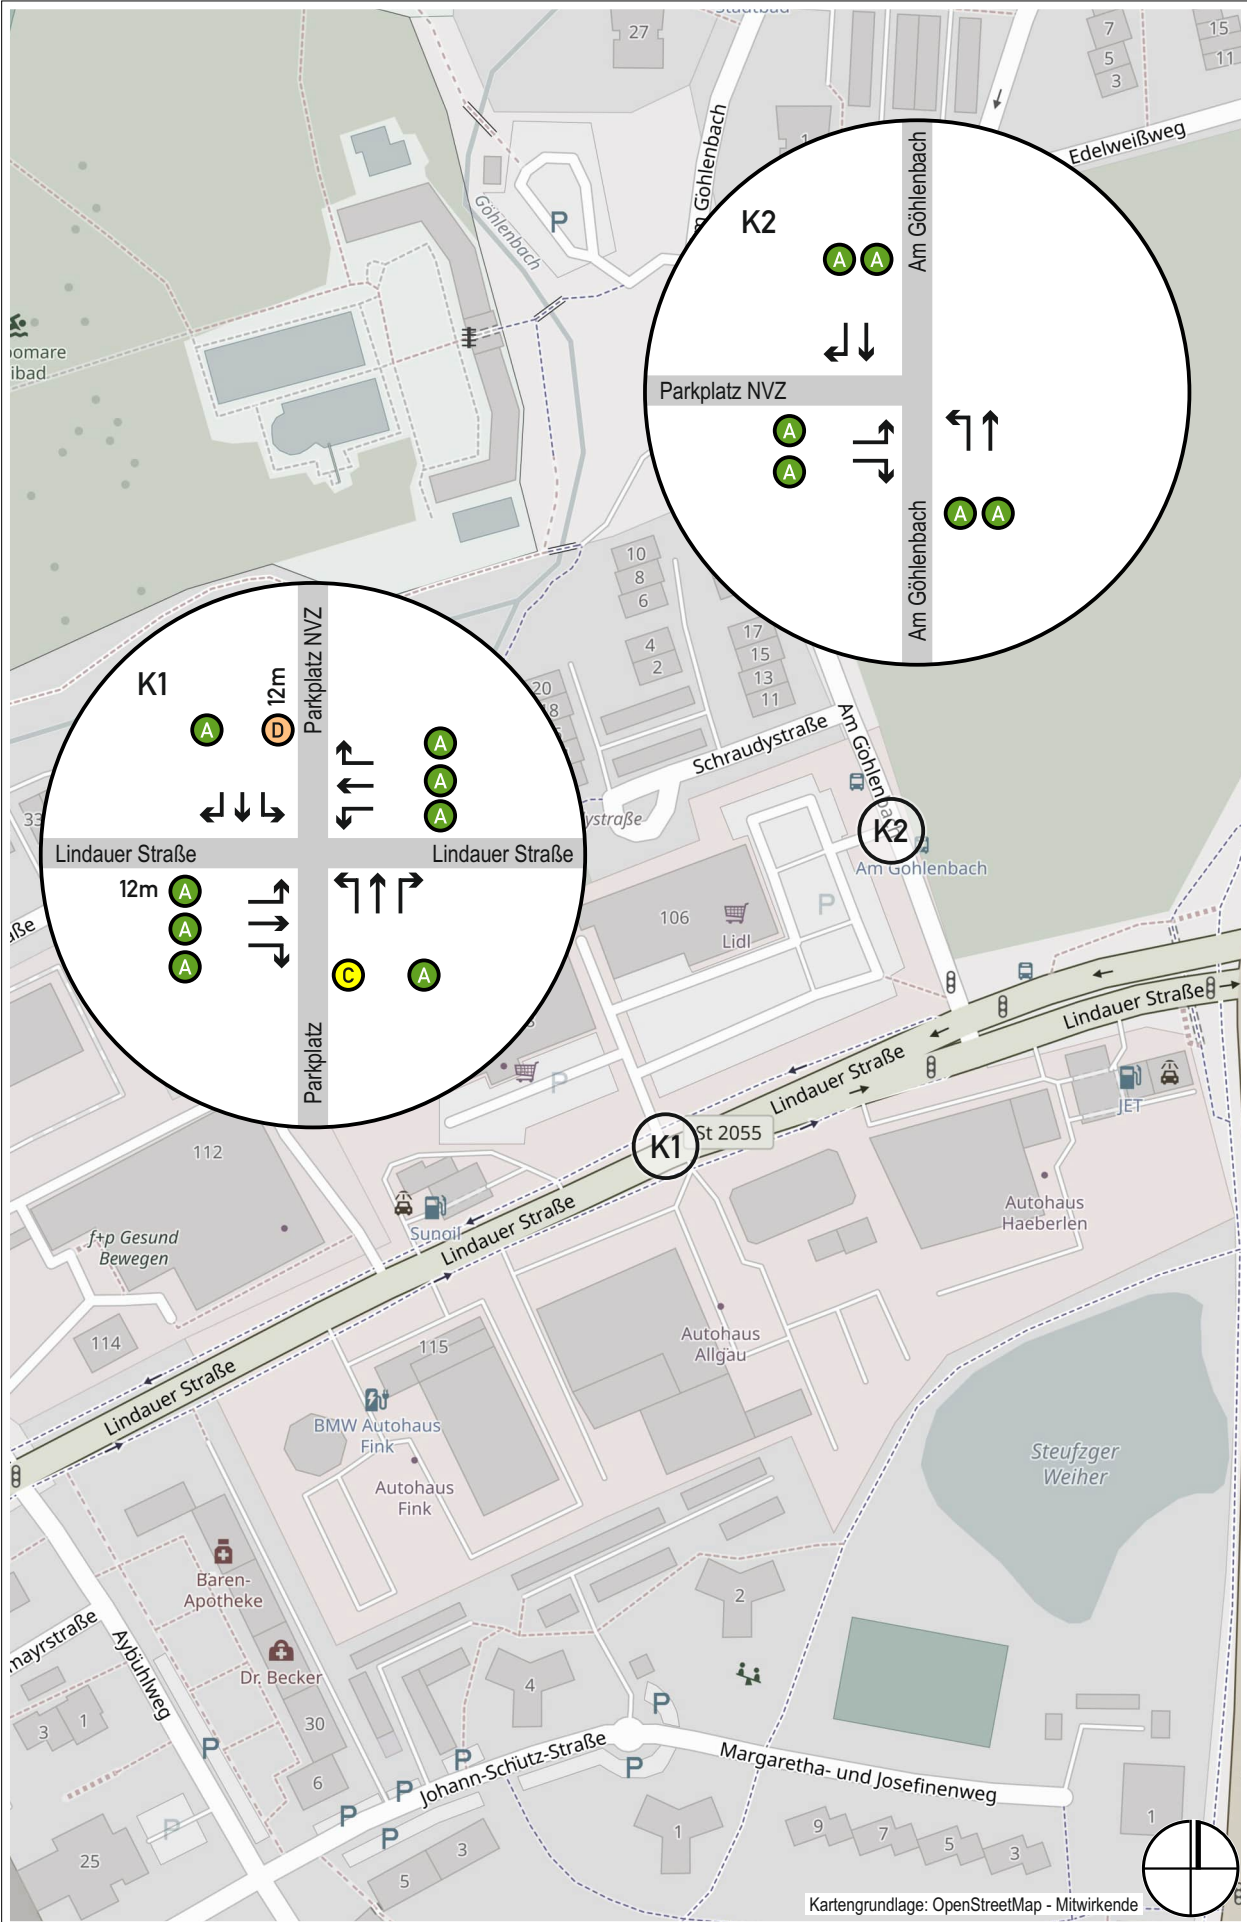 27
7
5
3
15
11
Edelweißweg
Göhlenbach
P
1
K2
A A
Am Göhlenbach
Parkplatz NVZ
A
A
A A
Am Göhlenbach
10
8
6
4
2
17
15
13
11
20
18
Schraudystraße
Am Göhlenbach
K1
A
D
12m
Parkplatz NVZ
A
A
A
Lindauer Straße
Lindauer Straße
12m
A
A
A
C
A
Parkplatz
33
K2
Am Göhlenbach
106
Lidl
P
P
Lindauer Straße
Lindauer Straße
JET
K1
St 2055
112
f+p Gesund
Bewegen
Sunoil
Lindauer Straße
Autohaus
Haeberlen
114
115
Autohaus
Allgäu
Lindauer Straße
BMW Autohaus
Fink
Autohaus
Fink
Steufzger
Weiher
Bären-
Apotheke
Dr. Becker
mayrstraße
Aybühlweg
3
1
30
6
4
2
P
P
P
P
P
P
P
P
Johann-Schütz-Straße
Margaretha- und Josefinenweg
25
5
3
1
9
7
5
3
1
Kartengrundlage: OpenStreetMap - Mitwirkende